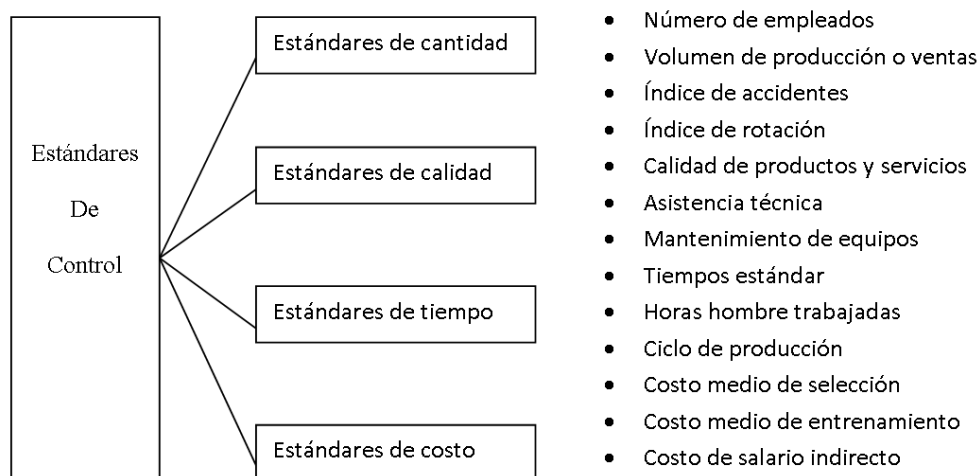 Estándares
De
Control
Estándares de cantidad
Estándares de calidad
Estándares de tiempo
Estándares de costo
• Número de empleados
• Volumen de producción o ventas
• Índice de accidentes
• Índice de rotación
• Calidad de productos y servicios
• Asistencia técnica
• Mantenimiento de equipos
• Tiempos estándar
• Horas hombre trabajadas
• Ciclo de producción
• Costo medio de selección
• Costo medio de entrenamiento
• Costo de salario indirecto